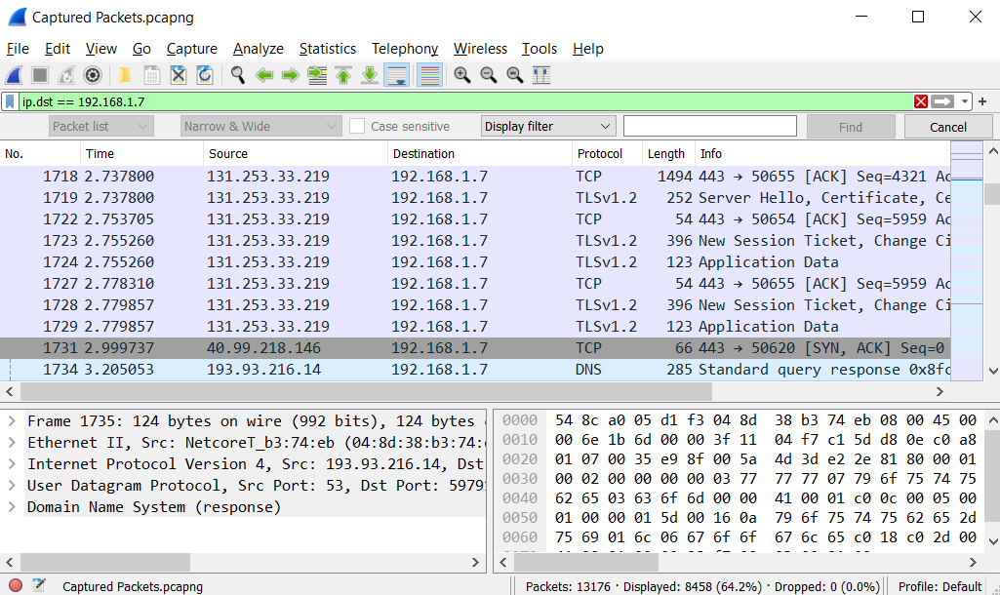 Captured Packets.pcapng
File Edit View Go Capture Analyze Statistics Telephony Wireless Tools Help
ip.dst == 192.168.1.7
Packet list Narrow & Wide Case sensitive Display filter Find Cancel
No. Time Source Destination Protocol Length Info
1718 2.737800 131.253.33.219 192.168.1.7 TCP 1494 443 → 50655 [ACK] Seq=4321 Ac
1719 2.737800 131.253.33.219 192.168.1.7 TLSv1.2 252 Server Hello, Certificate, Ce
1722 2.753705 131.253.33.219 192.168.1.7 TCP 54 443 → 50654 [ACK] Seq=5959 Ac
1723 2.755260 131.253.33.219 192.168.1.7 TLSv1.2 396 New Session Ticket, Change Ci
1724 2.755260 131.253.33.219 192.168.1.7 TLSv1.2 123 Application Data
1727 2.778310 131.253.33.219 192.168.1.7 TCP 54 443 → 50655 [ACK] Seq=5959 Ac
1728 2.779857 131.253.33.219 192.168.1.7 TLSv1.2 396 New Session Ticket, Change Ci
1729 2.779857 131.253.33.219 192.168.1.7 TLSv1.2 123 Application Data
1731 2.999737 40.99.218.146 192.168.1.7 TCP 66 443 → 50620 [SYN, ACK] Seq=0
1734 3.205053 193.93.216.14 192.168.1.7 DNS 285 Standard query response 0x8fc
Frame 1735: 124 bytes on wire (992 bits), 124 bytes
Ethernet II, Src: NetcoreT_b3:74:eb (04:8d:38:b3:74:
Internet Protocol Version 4, Src: 193.93.216.14, Dst
User Datagram Protocol, Src Port: 53, Dst Port: 5979
Domain Name System (response)
0000 54 8c a0 05 d1 f3 04 8d 38 b3 74 eb 08 00 45 00
0010 00 6e 1b 6d 00 00 3f 11 04 f7 c1 5d d8 0e c0 a8
0020 01 07 00 35 e9 8f 00 5a 4d 3d e2 2e 81 80 00 01
0030 00 02 00 00 00 00 03 77 77 77 07 79 6f 75 74 75
0040 62 65 03 63 6f 6d 00 00 41 00 01 c0 0c 00 05 00
0050 01 00 00 01 5d 00 16 0a 79 6f 75 74 75 62 65 2d
0060 75 69 01 6c 06 67 6f 6f 67 6c 65 c0 18 c0 2d 00
Captured Packets.pcapng Packets: 13176 · Displayed: 8458 (64.2%) · Dropped: 0 (0.0%) Profile: Default